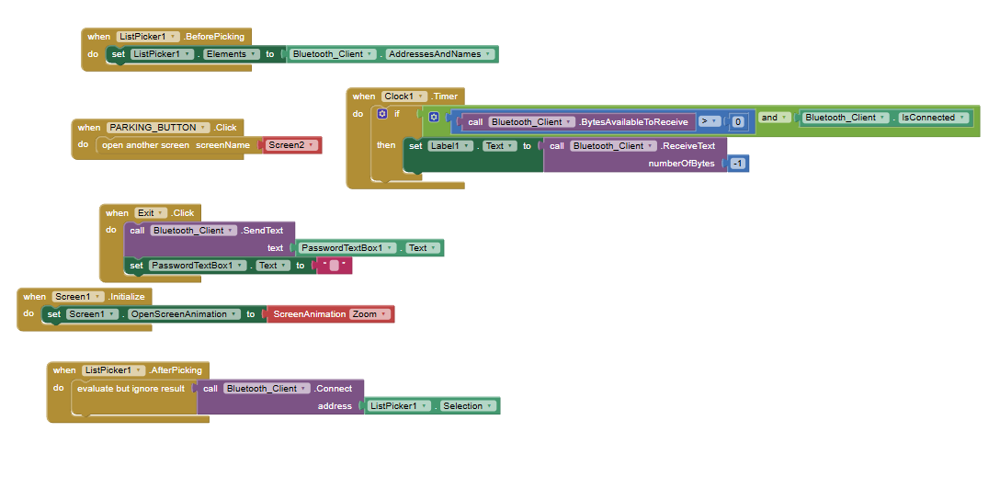 when ListPicker1 .BeforePicking
do set ListPicker1 . Elements to Bluetooth_Client . AddressesAndNames
when Clock1 .Timer
do if call Bluetooth_Client .BytesAvailableToReceive > 0 and Bluetooth_Client . IsConnected
then set Label1 . Text to call Bluetooth_Client .ReceiveText
numberOfBytes -1
when PARKING_BUTTON .Click
do open another screen screenName Screen2
when Exit .Click
do call Bluetooth_Client .SendText
text PasswordTextBox1 . Text
set PasswordTextBox1 . Text to " "
when Screen1 .Initialize
do set Screen1 . OpenScreenAnimation to ScreenAnimation Zoom
when ListPicker1 .AfterPicking
do evaluate but ignore result call Bluetooth_Client .Connect
address ListPicker1 . Selection